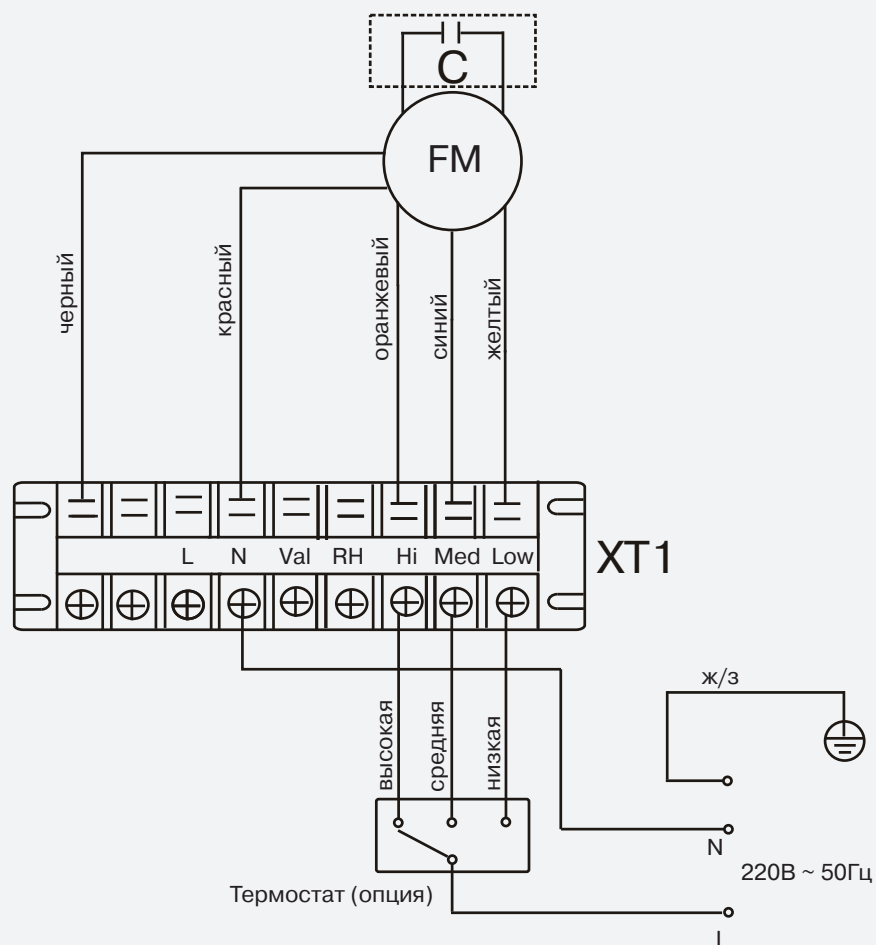 C
FM
черный
красный
оранжевый
синий
желтый
L N Val RH Hi Med Low
XT1
высокая
средняя
низкая
ж/з
N
220В ~ 50Гц
Термостат (опция)
L